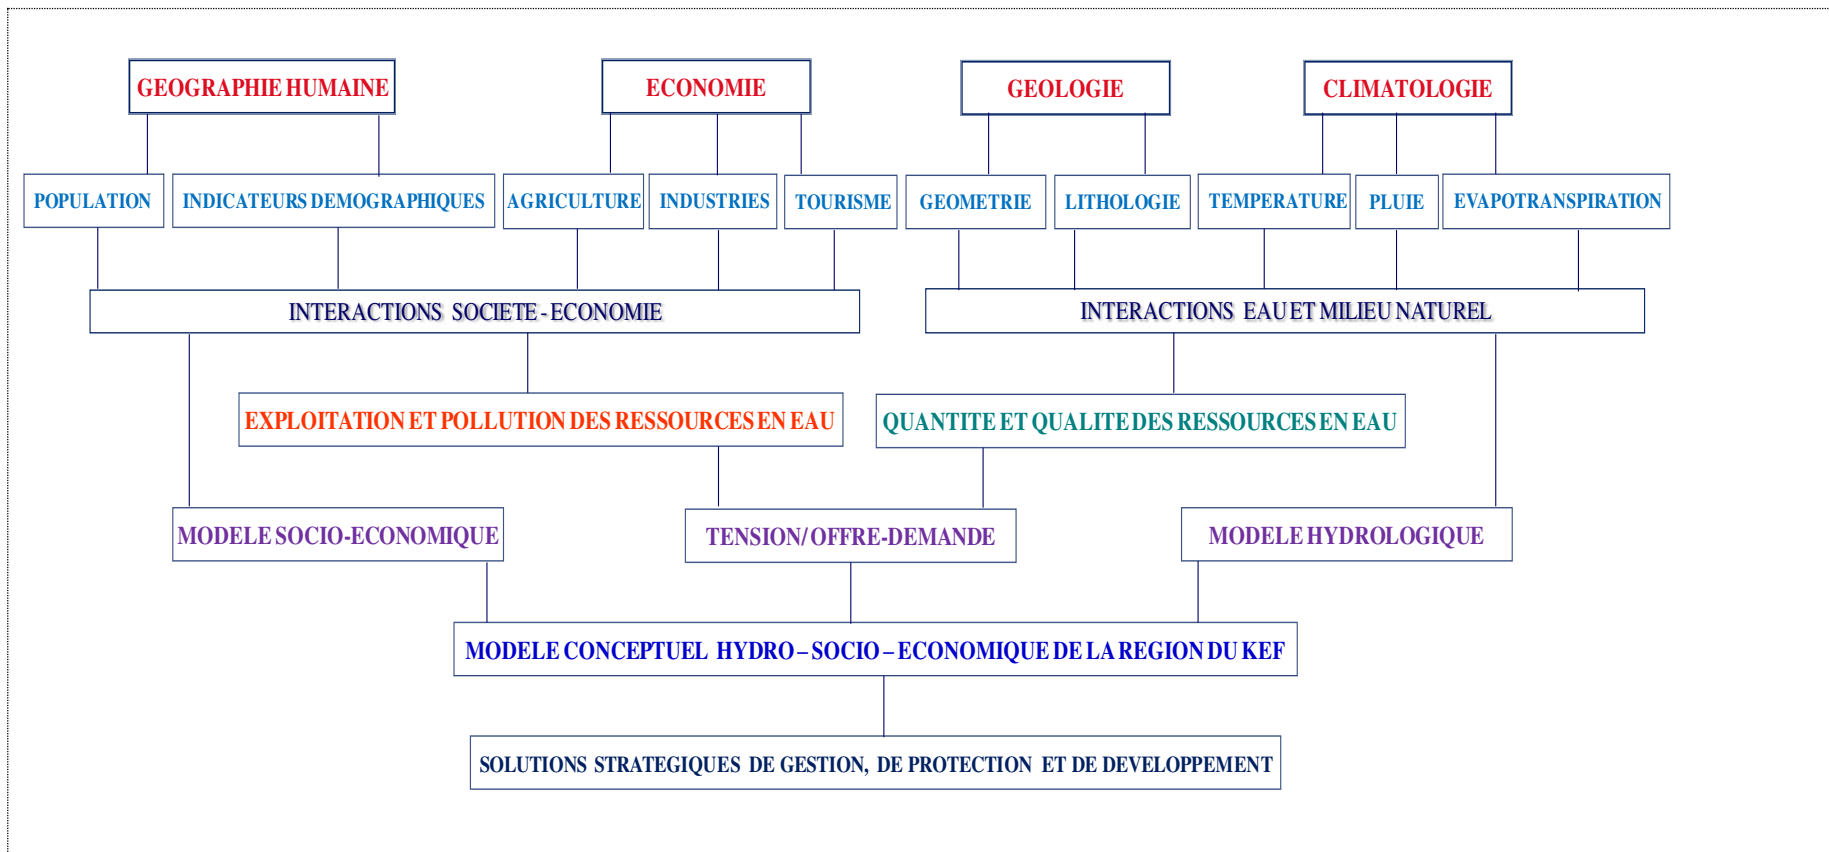 GEOGRAPHIE HUMAINE
ECONOMIE
GEOLOGIE
CLIMATOLOGIE
POPULATION
INDICATEURS DEMOGRAPHIQUES
AGRICULTURE
INDUSTRIES
TOURISME
GEOMETRIE
LITHOLOGIE
TEMPERATURE
PLUIE
EVAPOTRANSPIRATION
INTERACTIONS SOCIETE - ECONOMIE
INTERACTIONS EAU ET MILIEU NATUREL
EXPLOITATION ET POLLUTION DES RESSOURCES EN EAU
QUANTITE ET QUALITE DES RESSOURCES EN EAU
MODELE SOCIO-ECONOMIQUE
TENSION/ OFFRE-DEMANDE
MODELE HYDROLOGIQUE
MODELE CONCEPTUEL HYDRO – SOCIO – ECONOMIQUE DE LA REGION DU KEF
SOLUTIONS STRATEGIQUES DE GESTION, DE PROTECTION ET DE DEVELOPPEMENT